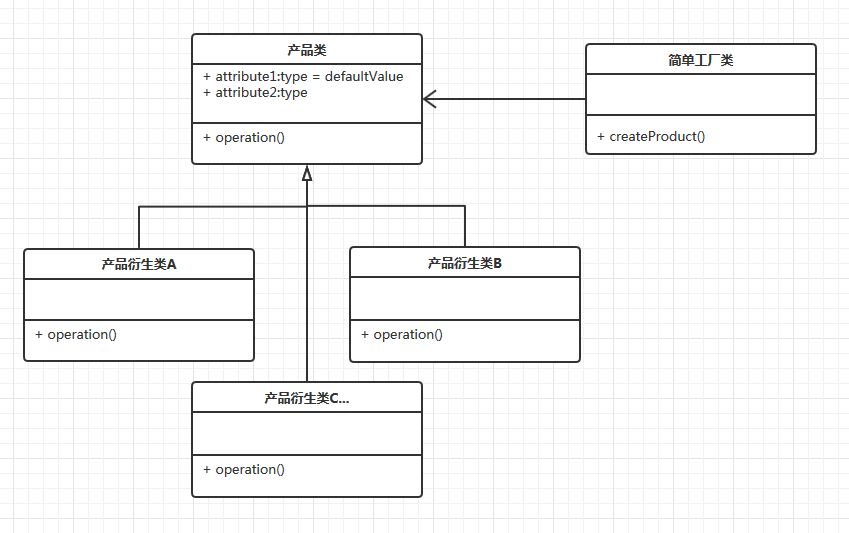 产品类
+ attribute1:type = defaultValue
+ attribute2:type
+ operation()
简单工厂类
+ createProduct()
产品衍生类A
+ operation()
产品衍生类B
+ operation()
产品衍生类C...
+ operation()